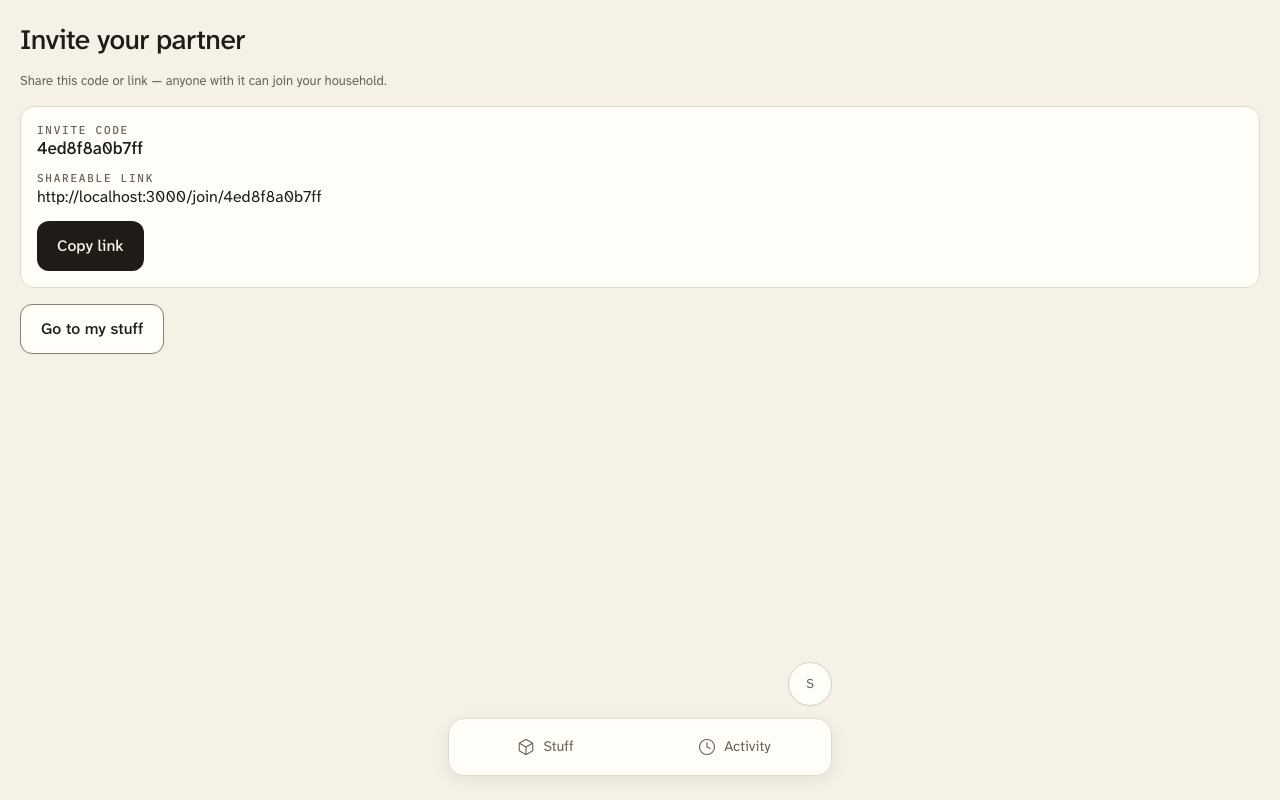 Invite your partner
Share this code or link — anyone with it can join your household.
INVITE CODE
4ed8f8a0b7ff
SHAREABLE LINK
http://localhost:3000/join/4ed8f8a0b7ff
Copy link
Go to my stuff
S
Stuff
Activity